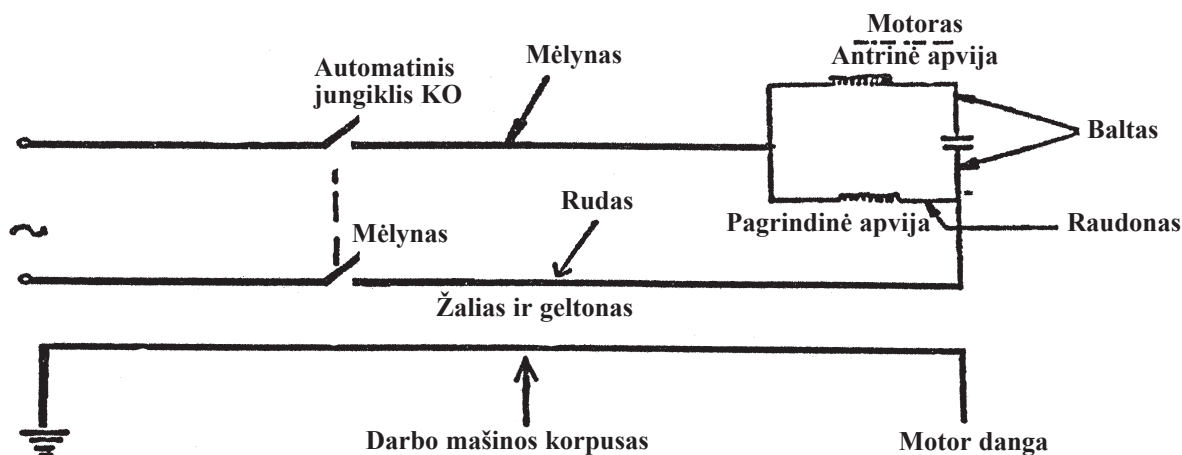 Motoras
Antrinė apvija
Mėlynas
Automatinis
jungiklis KO
Baltas
Rudas
Pagrindinė apvija
Raudonas
Mėlynas
Žalias ir geltonas
Darbo mašinos korpusas
Motor danga